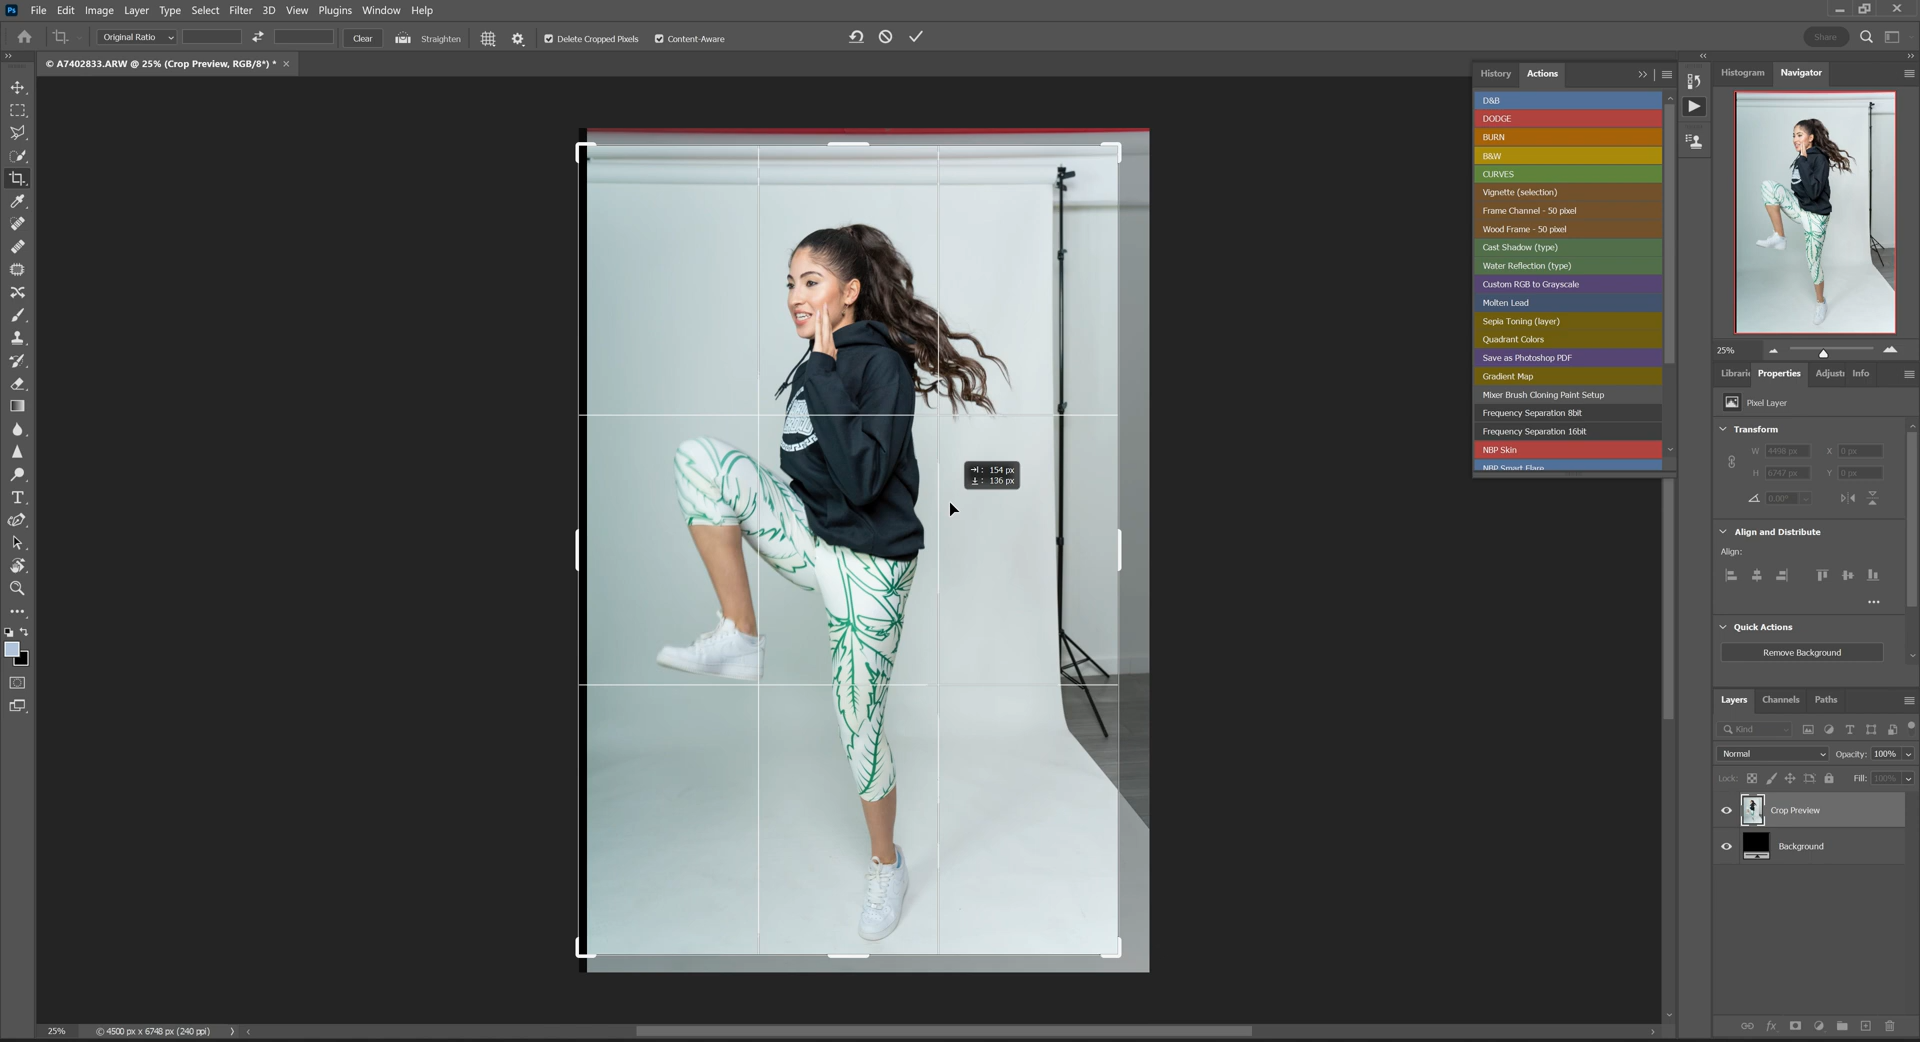 Ps File Edit Image Layer Type Select Filter 3D View Plugins Window Help
Original Ratio Clear Straighten Delete Cropped Pixels Content-Aware Share
© A7402833.ARW @ 25% (Crop Preview, RGB/8*) * ×
History Actions
D&B
DODGE
BURN
B&W
CURVES
Vignette (selection)
Frame Channel - 50 pixel
Wood Frame - 50 pixel
Cast Shadow (type)
Water Reflection (type)
Custom RGB to Grayscale
Molten Lead
Sepia Toning (layer)
Quadrant Colors
Save as Photoshop PDF
Gradient Map
Mixer Brush Cloning Paint Setup
Frequency Separation 8bit
Frequency Separation 16bit
NBP Skin
NBP Smart Flare
: 154 px
: 136 px
Histogram Navigator
25%
Librari Properties Adjustı Info
Pixel Layer
Transform
W 4498 px X 0 px
H 6747 px Y 0 px
0.00°
Align and Distribute
Align:
Quick Actions
Remove Background
Layers Channels Paths
Kind
Normal Opacity: 100%
Lock: Fill: 100%
Crop Preview
Background
fx
25% © 4500 px x 6748 px (240 ppi)